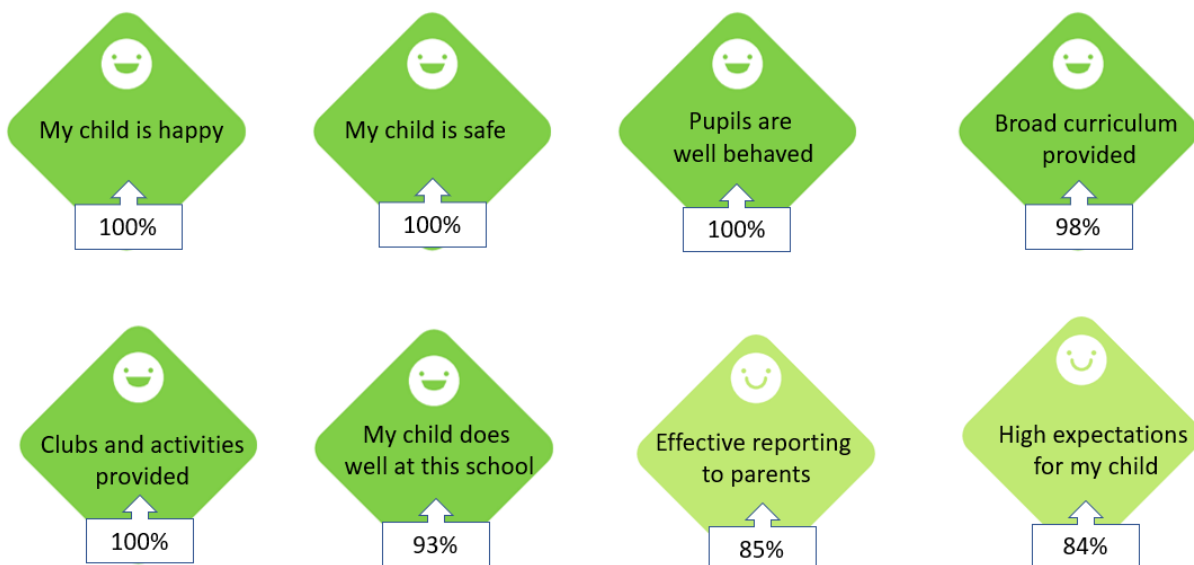 My child is happy
100%
My child is safe
100%
Pupils are
well behaved
100%
Broad curriculum
provided
98%
Clubs and activities
provided
100%
My child does
well at this school
93%
Effective reporting
to parents
85%
High expectations
for my child
84%